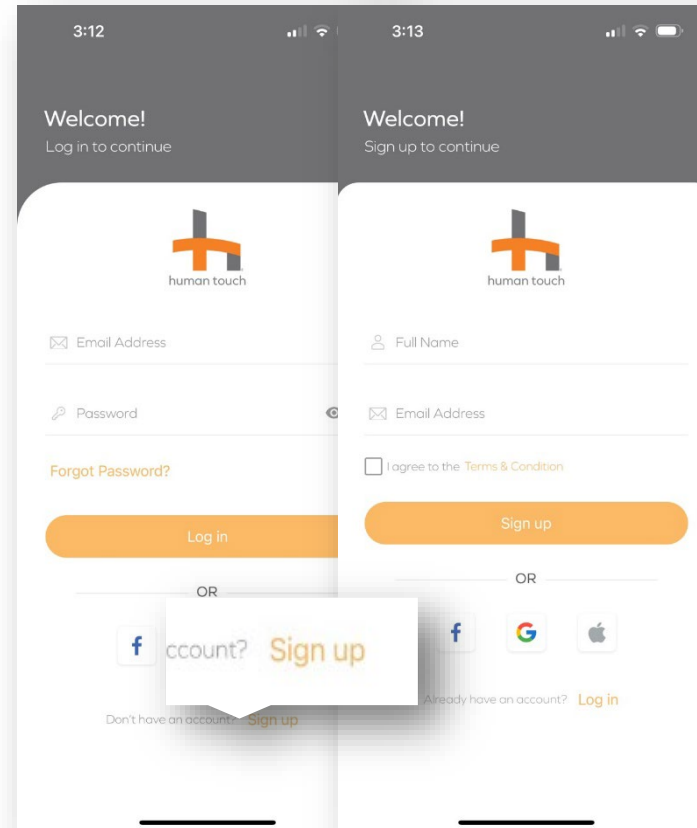 3:12
Welcome!
Log in to continue
human touch
Email Address
Password
Forgot Password?
Log in
OR
f
ccount? Sign up
Don't have an account? Sign up
3:13
Welcome!
Sign up to continue
human touch
Full Name
Email Address
I agree to the Terms & Condition
Sign up
OR
f G
Already have an account? Log in